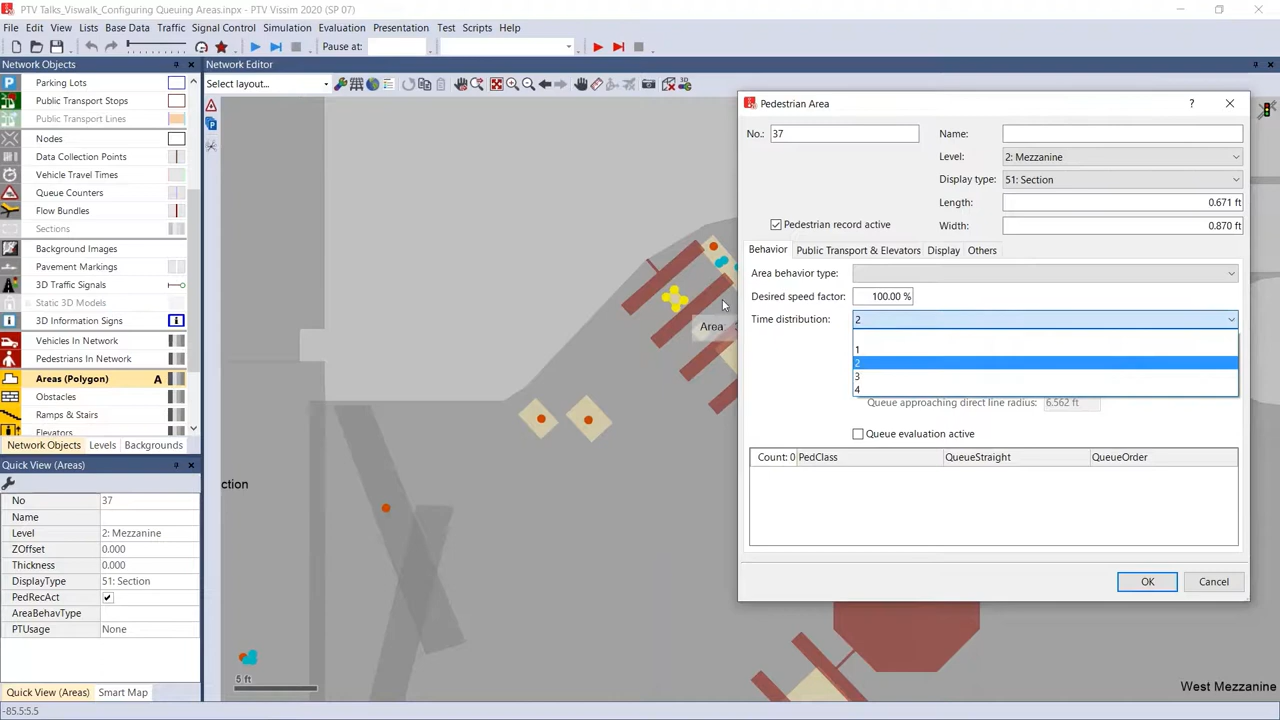 PTV Talks_Viswalk_Configuring Queuing Areas.inpx - PTV Vissim 2020 (SP 07)
File Edit View Lists Base Data Traffic Signal Control Simulation Evaluation Presentation Test Scripts Help
Pause at:
Network Objects
Network Editor
Select layout...
Parking Lots
Public Transport Stops
Public Transport Lines
Nodes
Data Collection Points
Vehicle Travel Times
Queue Counters
Flow Bundles
Sections
Background Images
Pavement Markings
3D Traffic Signals
Static 3D Models
3D Information Signs
Vehicles In Network
Pedestrians In Network
Areas (Polygon) A
Obstacles
Ramps & Stairs
Elevators
Network Objects Levels Backgrounds
Quick View (Areas)
No 37
Name
Level 2: Mezzanine
ZOffset 0.000
Thickness 0.000
DisplayType 51: Section
PedRecAct
AreaBehavType
PTUsage None
Quick View (Areas) Smart Map
-85.5:5.5
ction
5 ft
Area
West Mezzanine
Pedestrian Area
No.: 37 Name:
Level: 2: Mezzanine
Display type: 51: Section
Length: 0.671 ft
Pedestrian record active Width: 0.870 ft
Behavior Public Transport & Elevators Display Others
Area behavior type:
Desired speed factor: 100.00 %
Time distribution: 2
1
2
3
4
Queue approaching direct line radius: 6.562 ft
Queue evaluation active
Count: 0 PedClass QueueStraight QueueOrder
OK Cancel